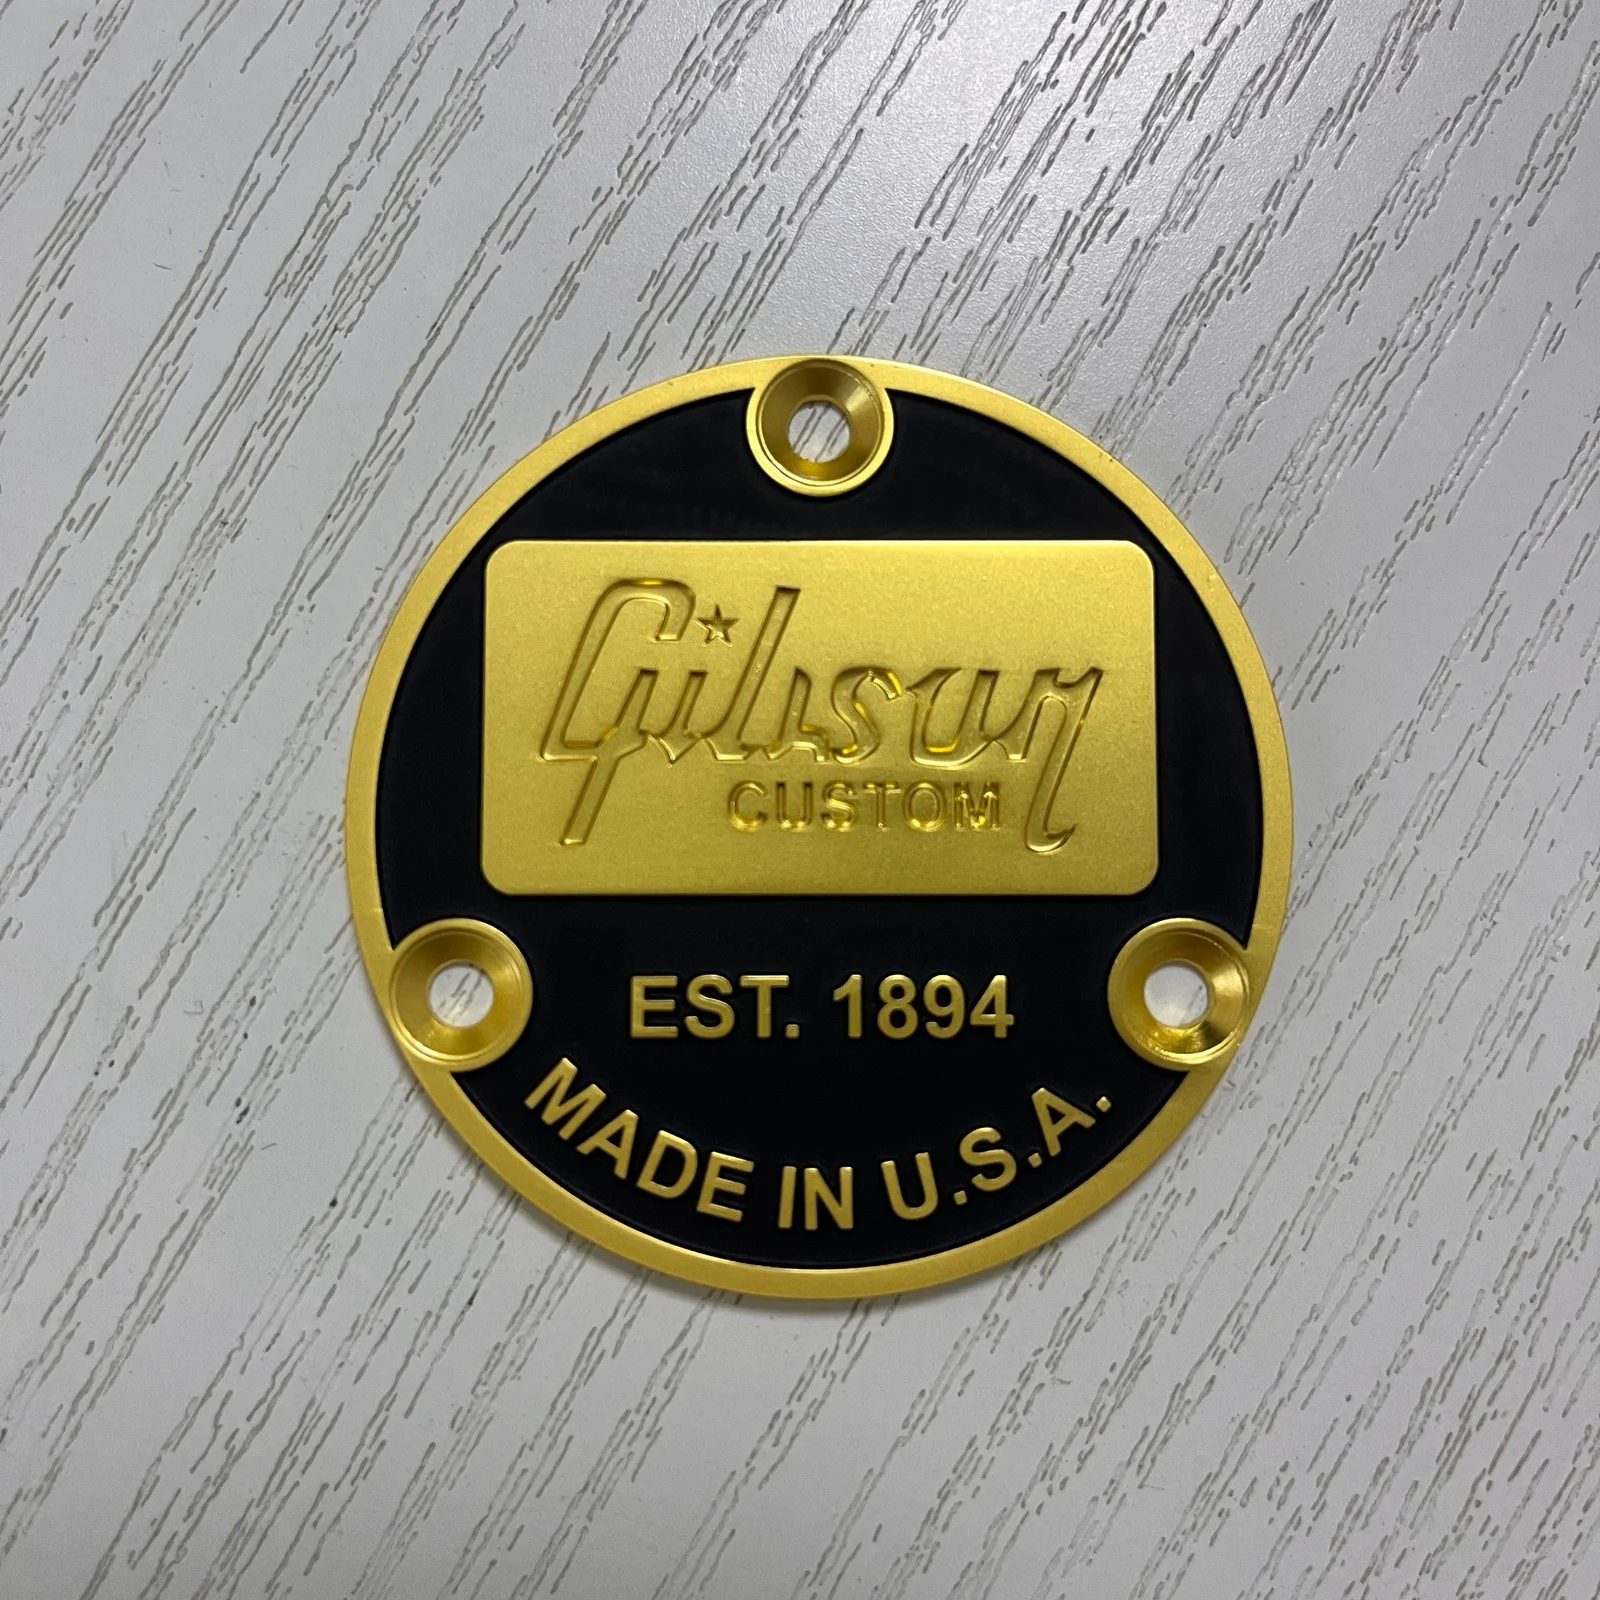 Gibson
CUSTOM
EST. 1894
MADE IN U.S.A.